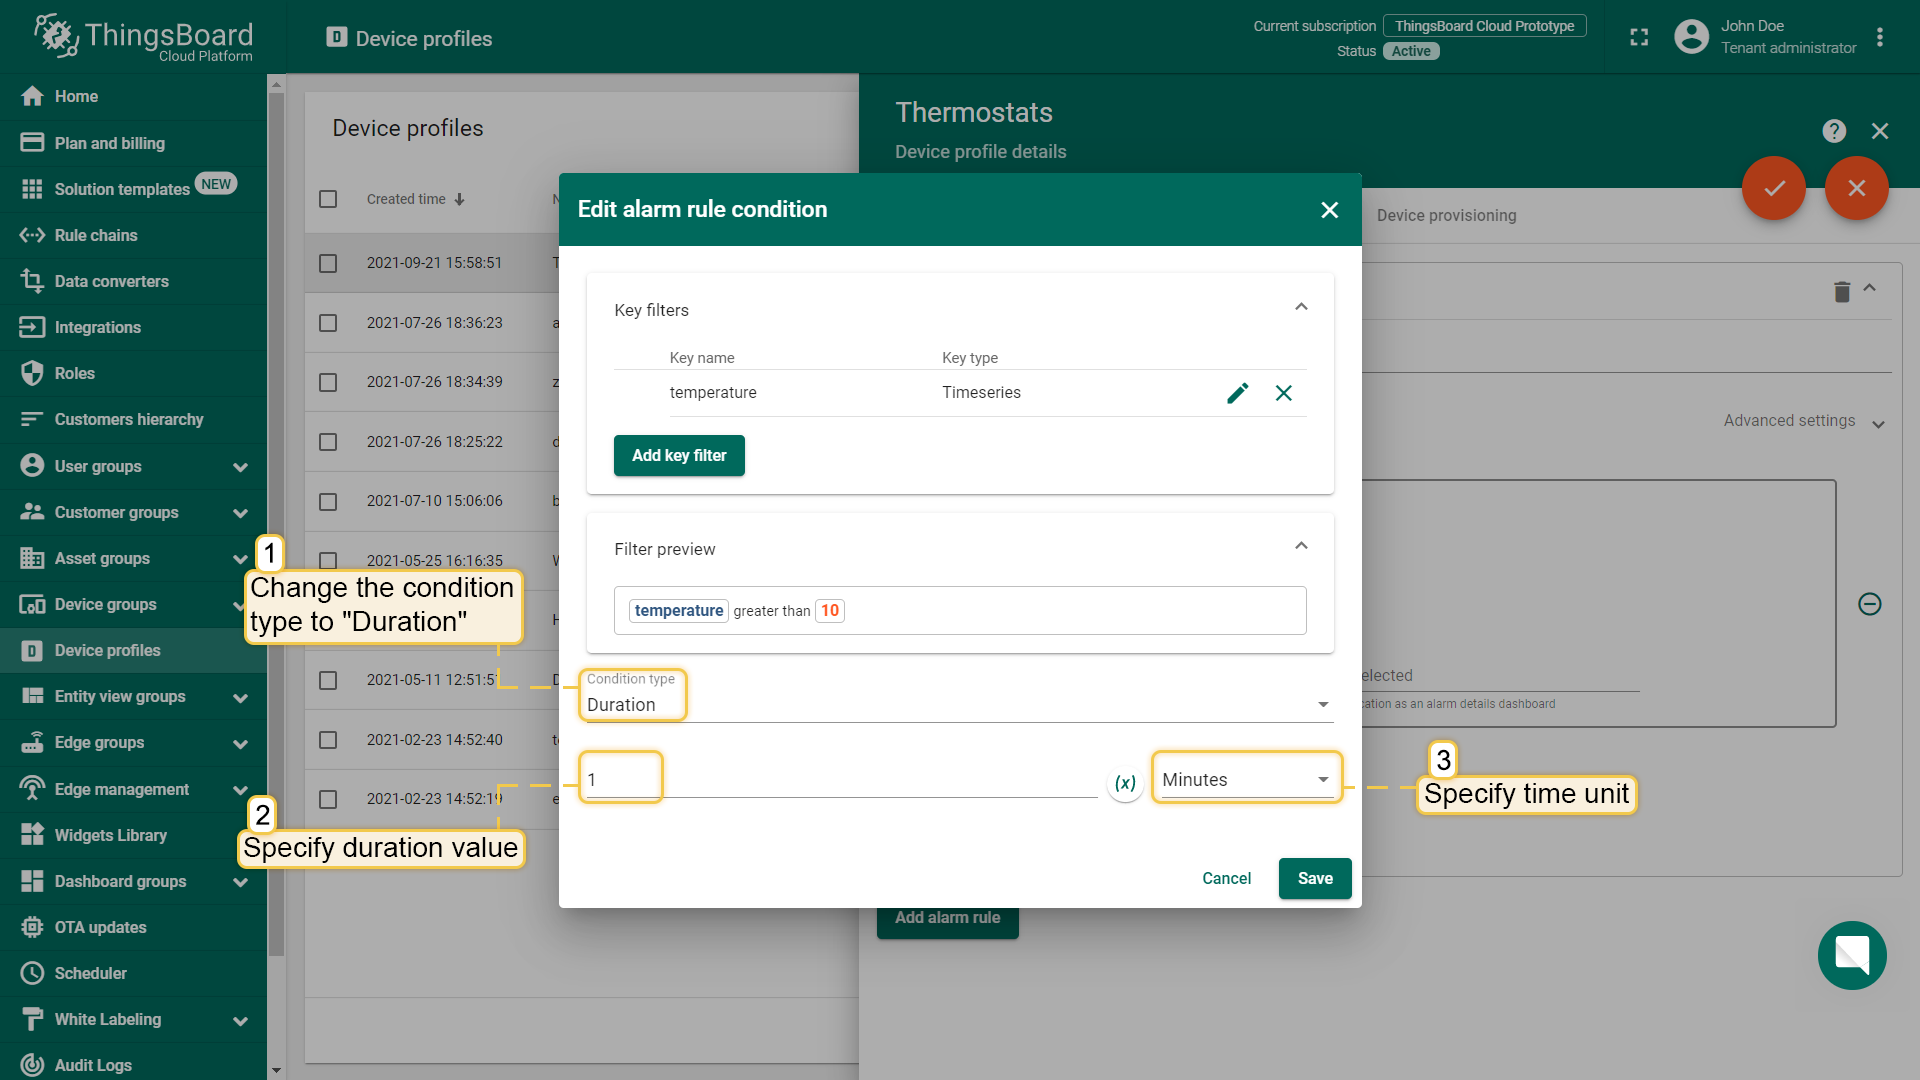 ThingsBoard
Cloud Platform
D Device profiles
Current subscription ThingsBoard Cloud Prototype
Status Active
John Doe
Tenant administrator
Home
Plan and billing
Solution templates NEW
Rule chains
Data converters
Integrations
Roles
Customers hierarchy
User groups
Customer groups
Asset groups
Device groups
D Device profiles
Entity view groups
Edge groups
Edge management
Widgets Library
Dashboard groups
OTA updates
Scheduler
White Labeling
Audit Logs
Device profiles
Created time
2021-09-21 15:58:51
2021-07-26 18:36:23
2021-07-26 18:34:39
2021-07-26 18:25:22
2021-07-10 15:06:06
2021-05-25 16:16:35
2021-05-11 12:51:5
2021-02-23 14:52:40
2021-02-23 14:52:19
Thermostats
Device profile details
?
Device provisioning
Advanced settings
elected
cation as an alarm details dashboard
Add alarm rule
Edit alarm rule condition
Key filters
Key name Key type
temperature Timeseries
Add key filter
Filter preview
temperature greater than 10
Condition type
Duration
1 (x) Minutes
Cancel Save
1
Change the condition
type to "Duration"
2
Specify duration value
3
Specify time unit